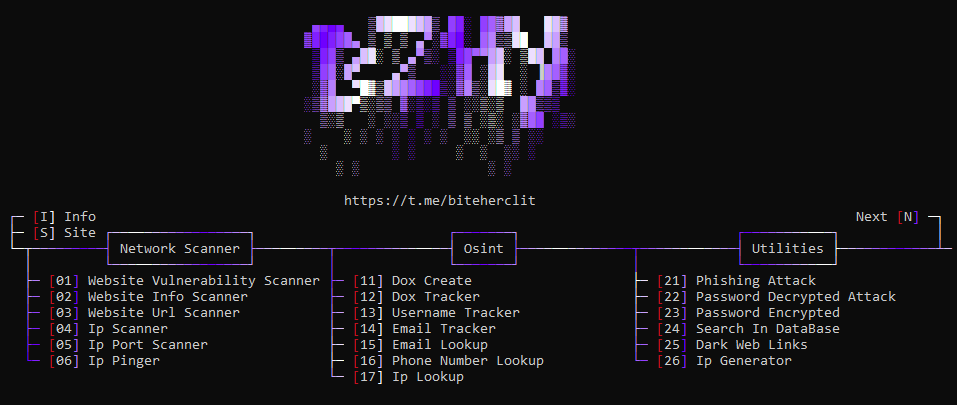 https://t.me/biteherclit
[I] Info
Next [N]
[S] Site
Network Scanner
Osint
Utilities
[01] Website Vulnerability Scanner
[02] Website Info Scanner
[03] Website Url Scanner
[04] Ip Scanner
[05] Ip Port Scanner
[06] Ip Pinger
[11] Dox Create
[12] Dox Tracker
[13] Username Tracker
[14] Email Tracker
[15] Email Lookup
[16] Phone Number Lookup
[17] Ip Lookup
[21] Phishing Attack
[22] Password Decrypted Attack
[23] Password Encrypted
[24] Search In DataBase
[25] Dark Web Links
[26] Ip Generator